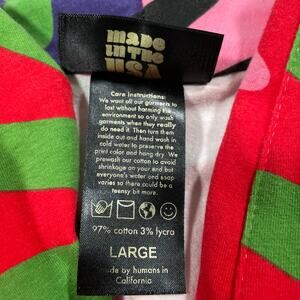 made
in the
USA
Care Instructions:
We want all our garments to
last without harming the
environment so only wash
garments when they really
do need it. Then turn them
inside out and hand wash in
cold water to preserve the
print color and hang dry. We
prewash our cotton to avoid
shrinkage on your end but
everyone's water and soap
varies so there could be a
teensy bit more.
97% cotton 3% lycra
LARGE
made by humans in
California